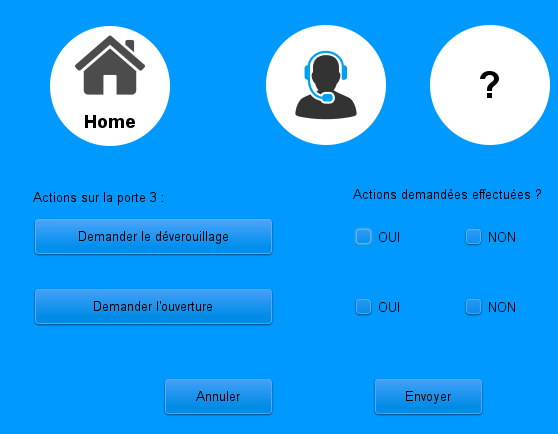 Home
?
Actions sur la porte 3 :
Actions demandées effectuées ?
Demander le déverouillage
OUI
NON
Demander l'ouverture
OUI
NON
Annuler
Envoyer